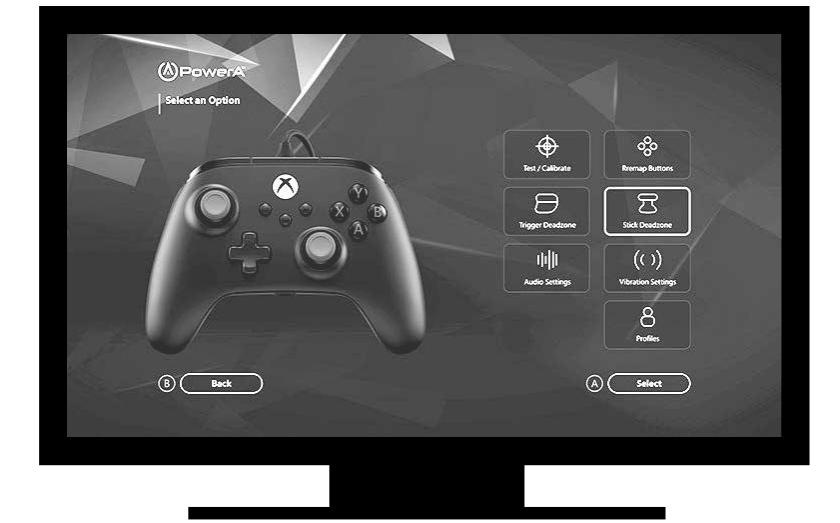 PowerA
Select an Option
Y
X
B
A
Test / Calibrate
Rremap Buttons
Trigger Deadzone
Stick Deadzone
Audio Settings
Vibration Settings
Profiles
B
Back
A
Select